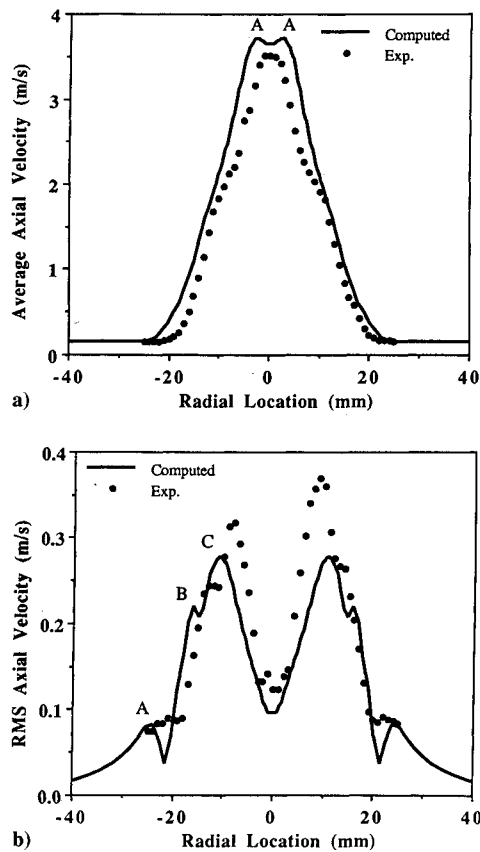 A A
Computed
Exp.
Average Axial Velocity (m/s)
4
3
2
1
0
-40 -20 0 20 40
a) Radial Location (mm)
Computed
Exp.
RMS Axial Velocity (m/s)
0.4
0.3
0.2
0.1
0.0
C
B
A
-40 -20 0 20 40
b) Radial Location (mm)